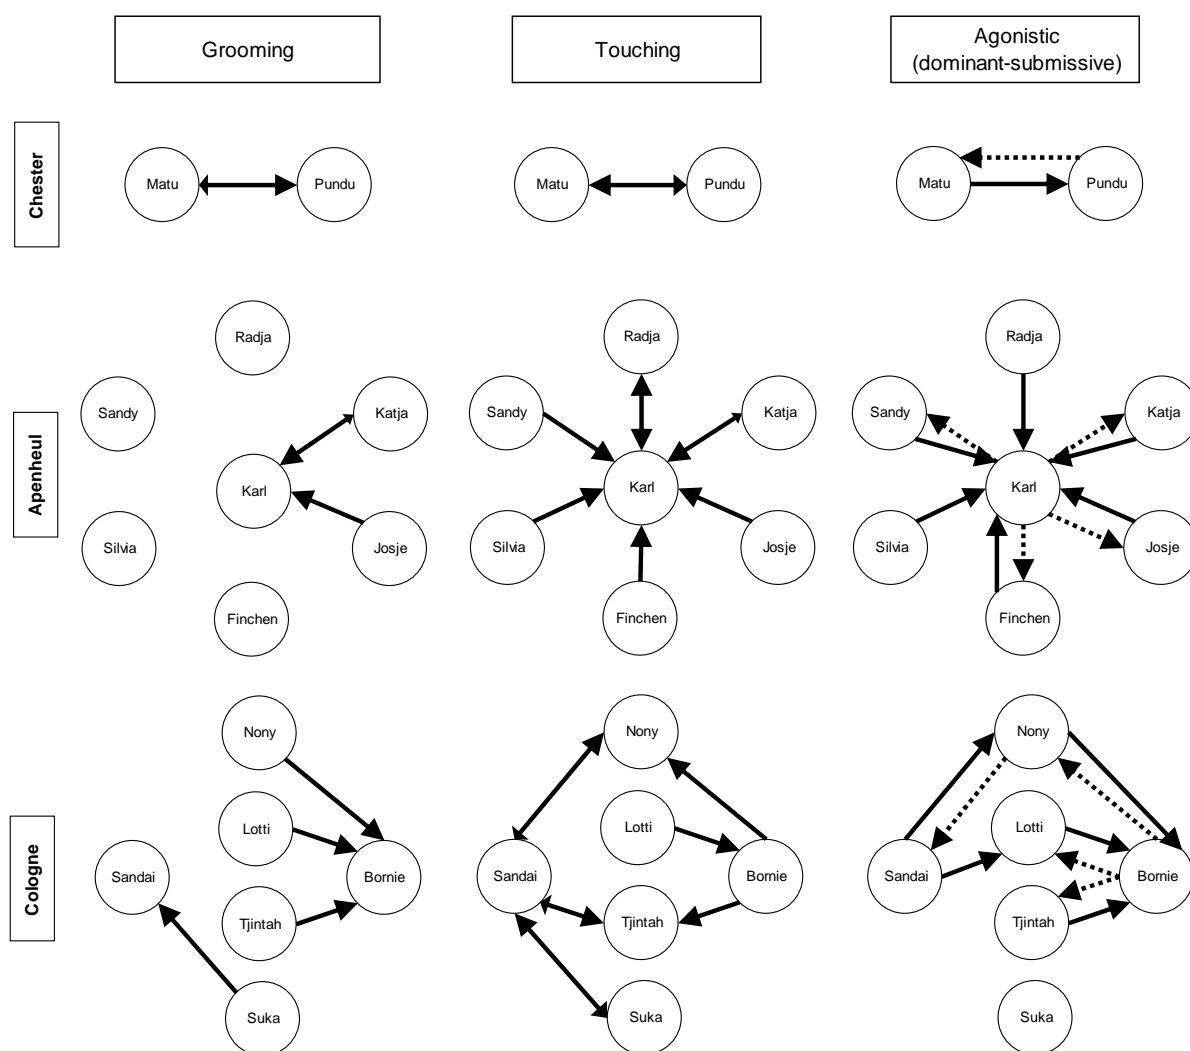 Grooming
Touching
Agonistic
(dominant-submissive)
Chester
Matu
Pundu
Matu
Pundu
Matu
Pundu
Apenheul
Radja
Sandy
Katja
Karl
Silvia
Josje
Finchen
Radja
Sandy
Katja
Karl
Silvia
Josje
Finchen
Radja
Sandy
Katja
Karl
Silvia
Josje
Finchen
Cologne
Nony
Lotti
Sandai
Bornie
Tjintah
Suka
Nony
Lotti
Sandai
Bornie
Tjintah
Suka
Nony
Lotti
Sandai
Bornie
Tjintah
Suka